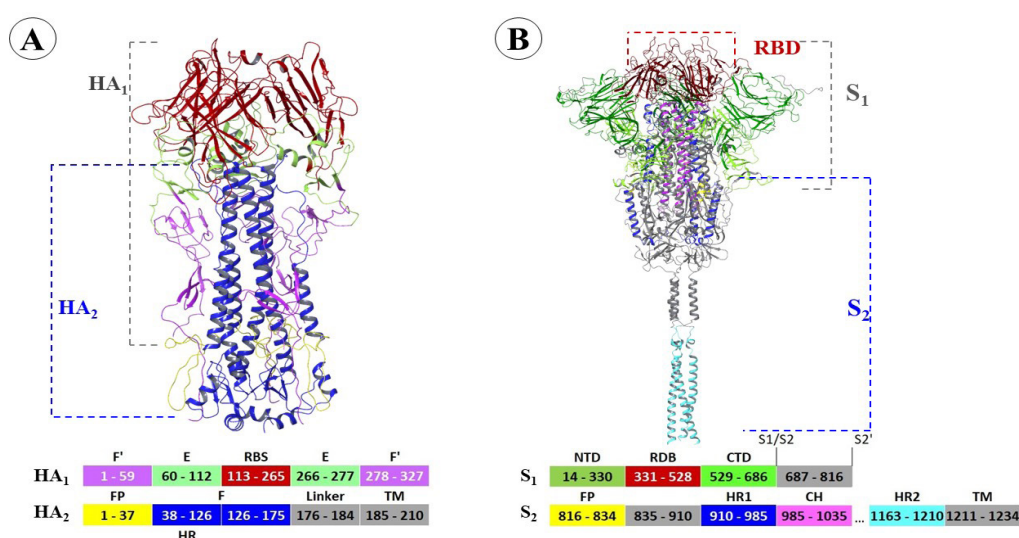 A
HA1
HA2
F' E RBS E F'
HA1 1 - 59 60 - 112 113 - 265 266 - 277 278 - 327
FP F Linker TM
HA2 1 - 37 38 - 126 126 - 175 176 - 184 185 - 210
HR
B
RBD
S1
S2
S1/S2 S2'
NTD RDB CTD
S1 14 - 330 331 - 528 529 - 686 687 - 816
FP HR1 CH HR2 TM
S2 816 - 834 835 - 910 910 - 985 985 - 1035 ... 1163 - 1210 1211 - 1234